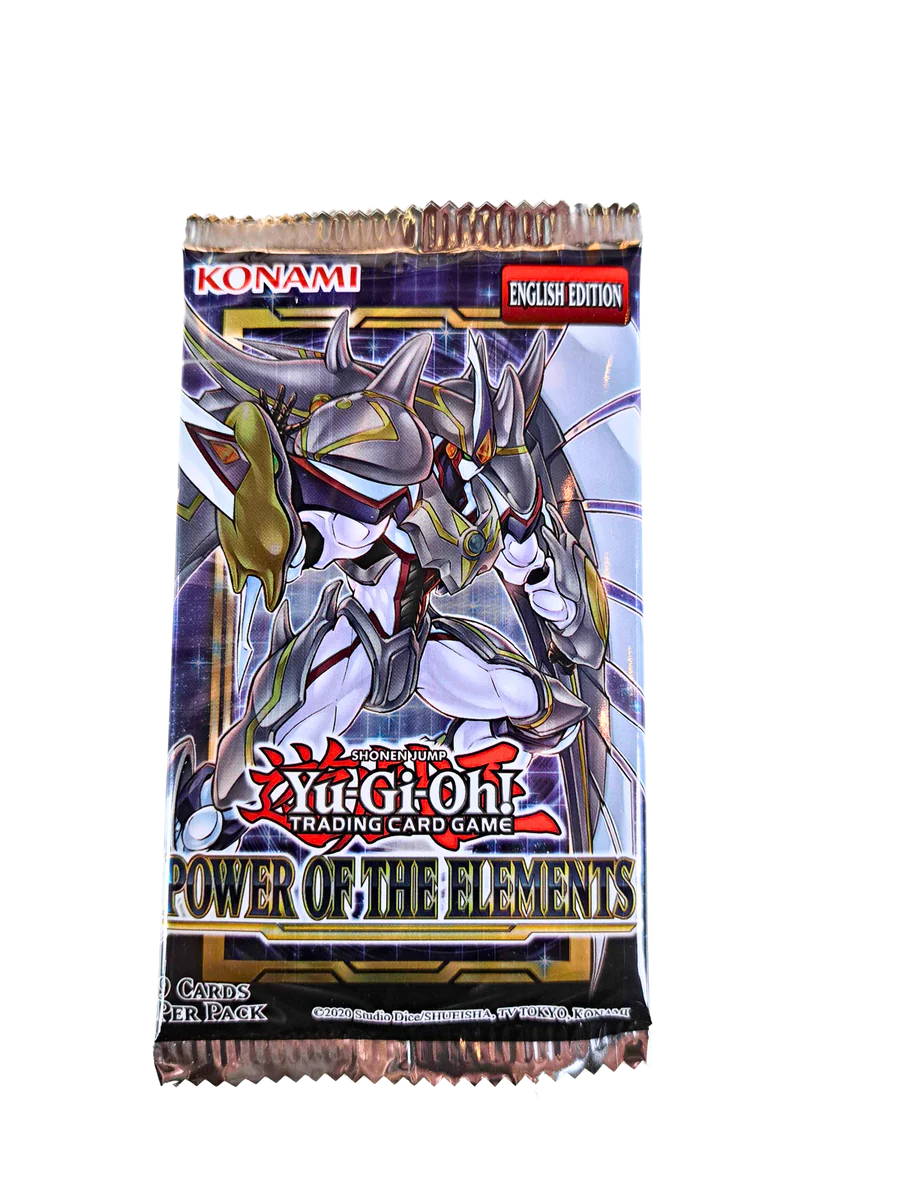 KONAMI
ENGLISH EDITION
SHONEN JUMP
Yu-Gi-Oh!
TRADING CARD GAME
POWER OF THE ELEMENTS
9 CARDS
PER PACK
©2020 Studio Dice/SHUEISHA, TV TOKYO, KONAMI